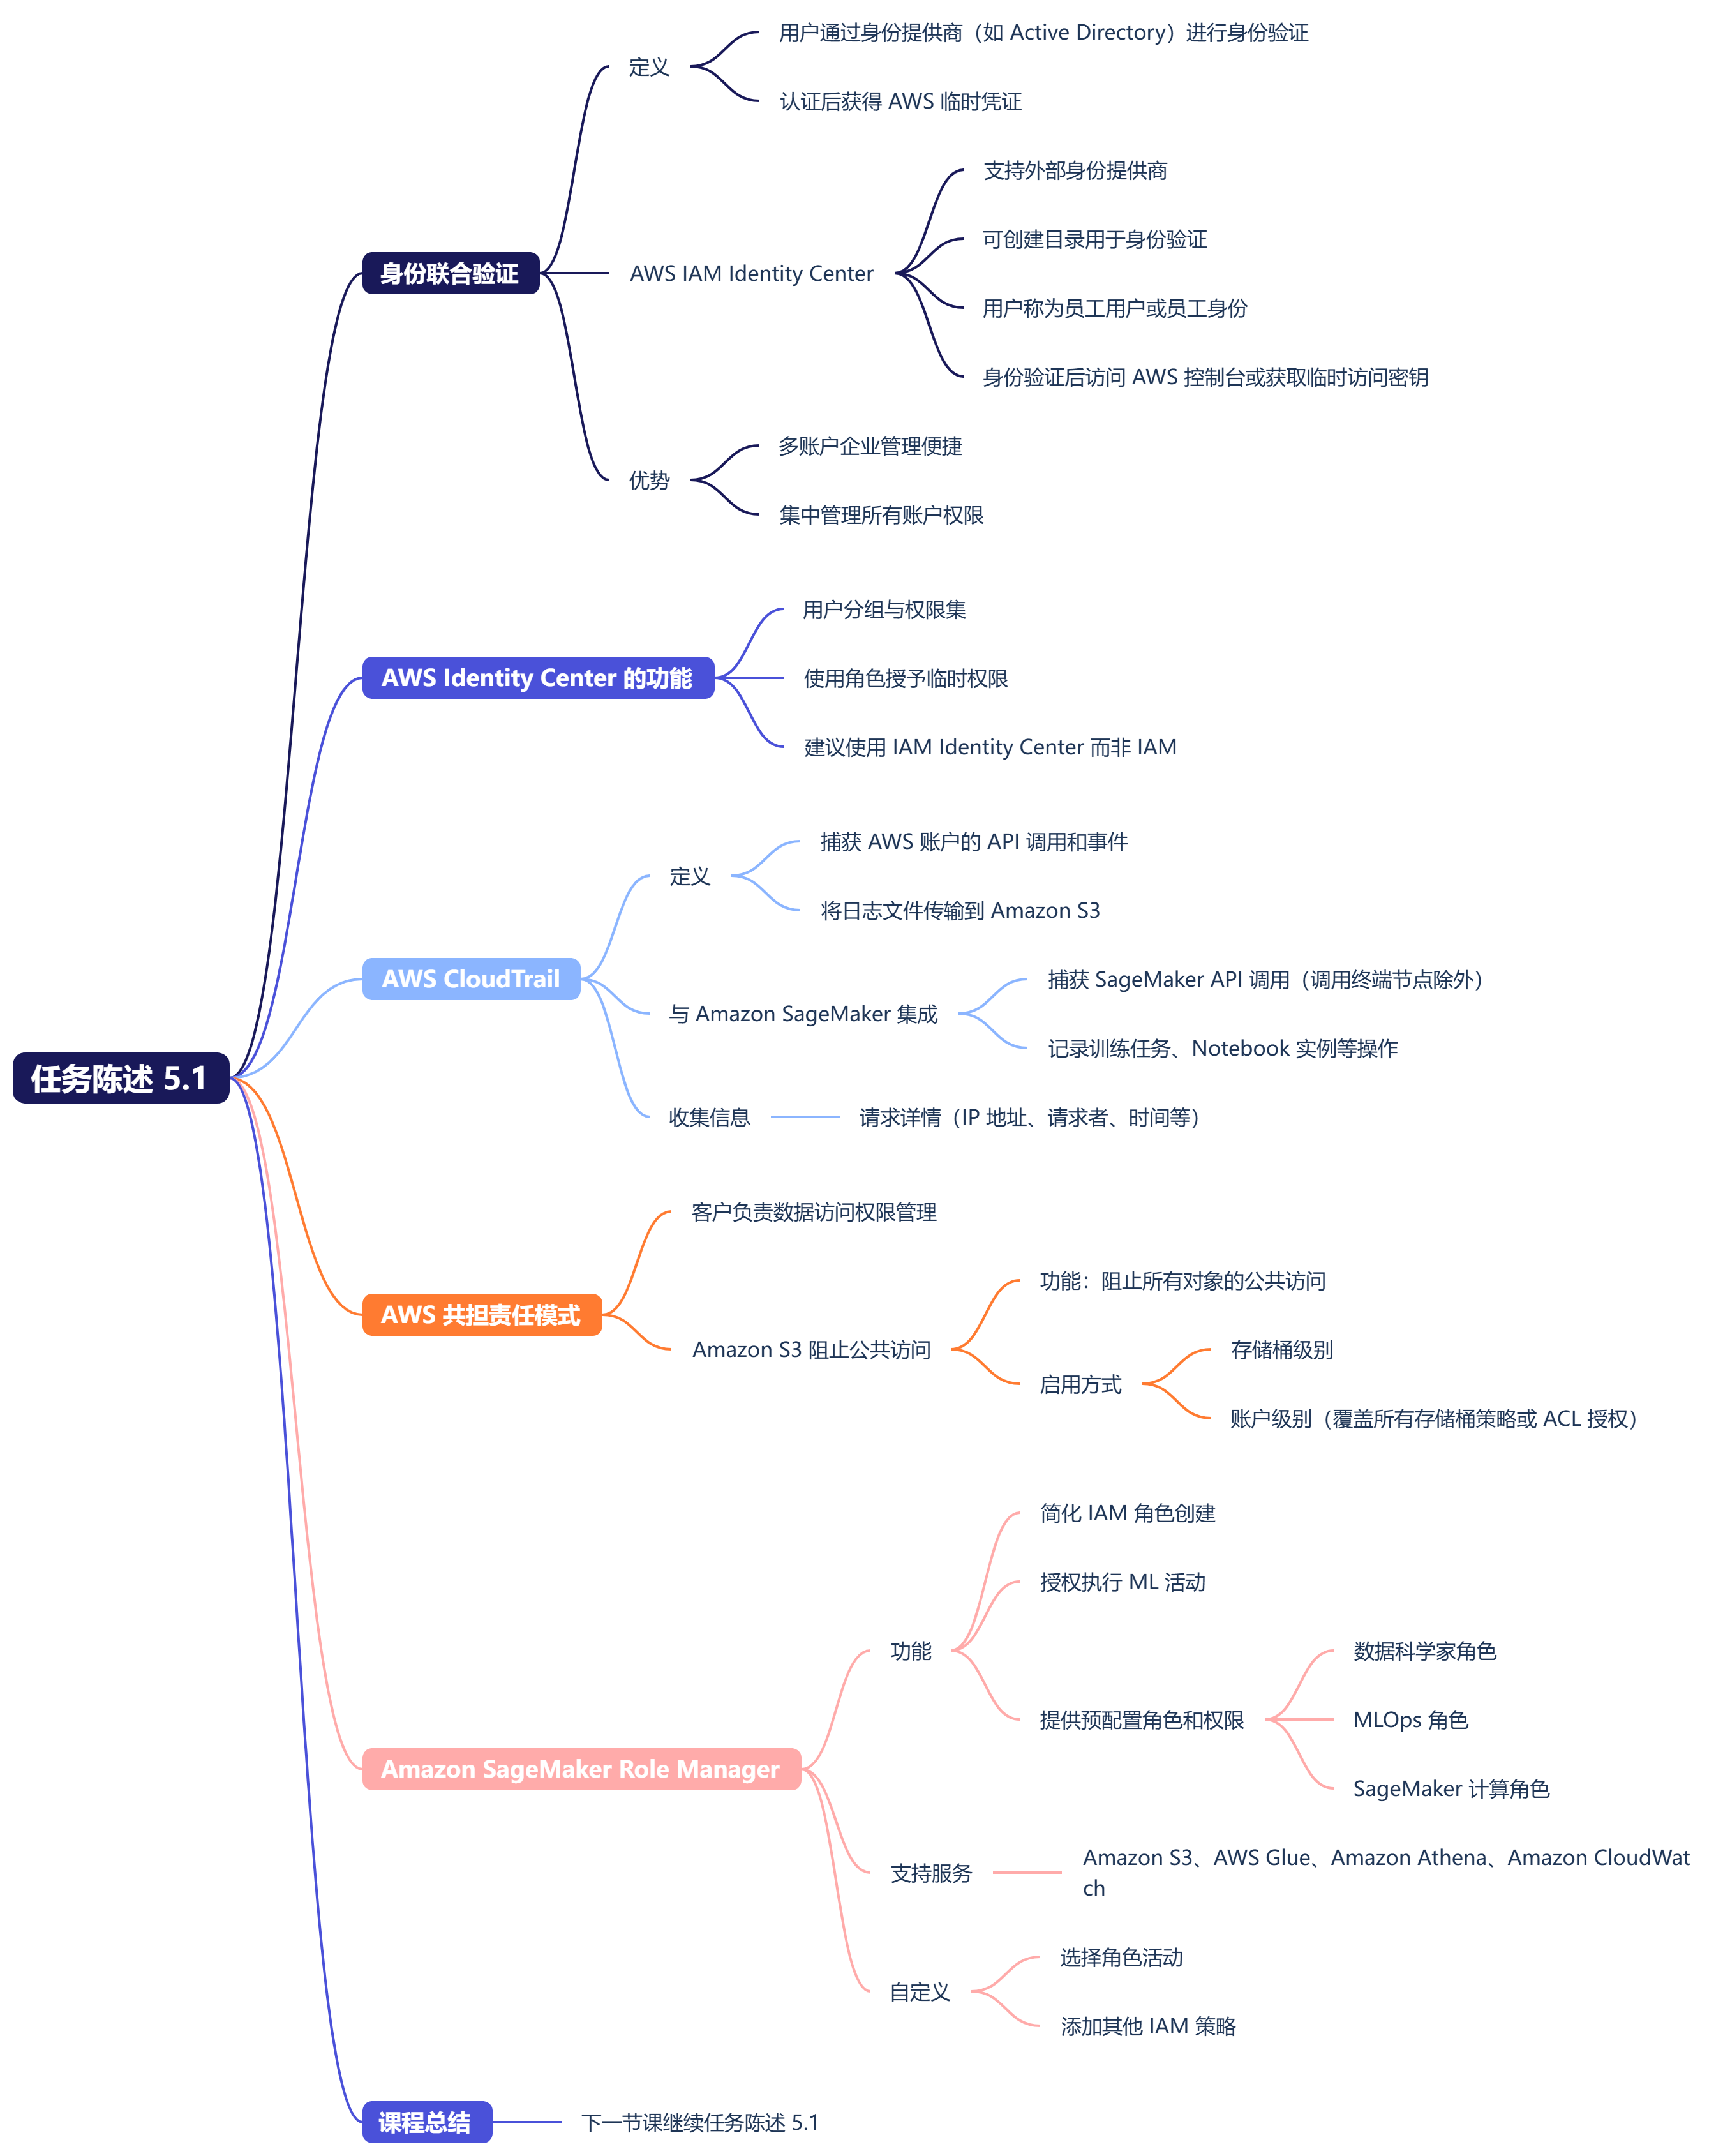 任务陈述 5.1
身份联合验证
定义
用户通过身份提供商（如 Active Directory）进行身份验证
认证后获得 AWS 临时凭证
AWS IAM Identity Center
支持外部身份提供商
可创建目录用于身份验证
用户称为员工用户或员工身份
身份验证后访问 AWS 控制台或获取临时访问密钥
优势
多账户企业管理便捷
集中管理所有账户权限
AWS Identity Center 的功能
用户分组与权限集
使用角色授予临时权限
建议使用 IAM Identity Center 而非 IAM
AWS CloudTrail
定义
捕获 AWS 账户的 API 调用和事件
将日志文件传输到 Amazon S3
与 Amazon SageMaker 集成
捕获 SageMaker API 调用（调用终端节点除外）
记录训练任务、Notebook 实例等操作
收集信息
请求详情（IP 地址、请求者、时间等）
AWS 共担责任模式
客户负责数据访问权限管理
Amazon S3 阻止公共访问
功能：阻止所有对象的公共访问
启用方式
存储桶级别
账户级别（覆盖所有存储桶策略或 ACL 授权）
Amazon SageMaker Role Manager
功能
简化 IAM 角色创建
授权执行 ML 活动
提供预配置角色和权限
数据科学家角色
MLOps 角色
SageMaker 计算角色
支持服务
Amazon S3、AWS Glue、Amazon Athena、Amazon CloudWat
ch
自定义
选择角色活动
添加其他 IAM 策略
课程总结
下一节课继续任务陈述 5.1